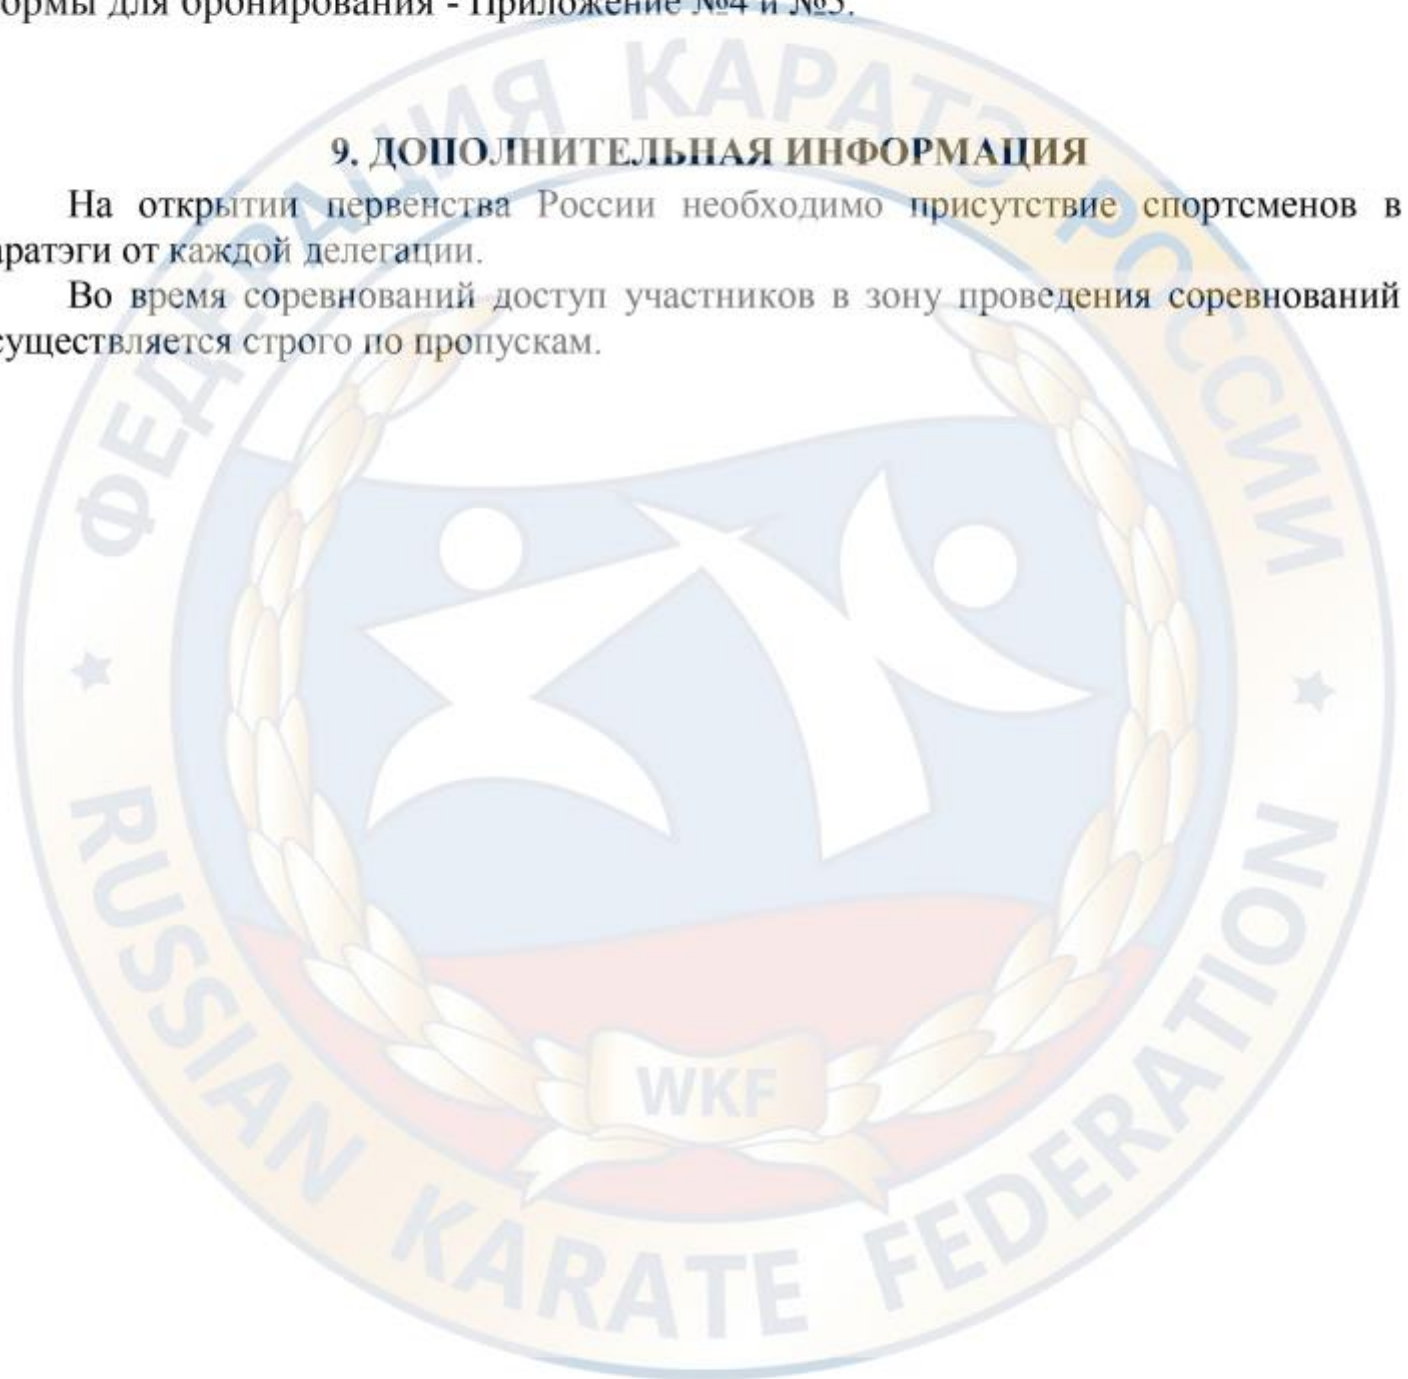 ормы для бронирования - Приложение №4 и №5.
9. ДОПОЛНИТЕЛЬНАЯ ИНФОРМАЦИЯ
На открытии первенства России необходимо присутствие спортсменов в
аратэги от каждой делегации.
Во время соревнований доступ участников в зону проведения соревнований
существляется строго по пропускам.
ФЕДЕРАЦИЯ КАРАТЭ РОССИИ
WKF
RUSSIAN KARATE FEDERATION